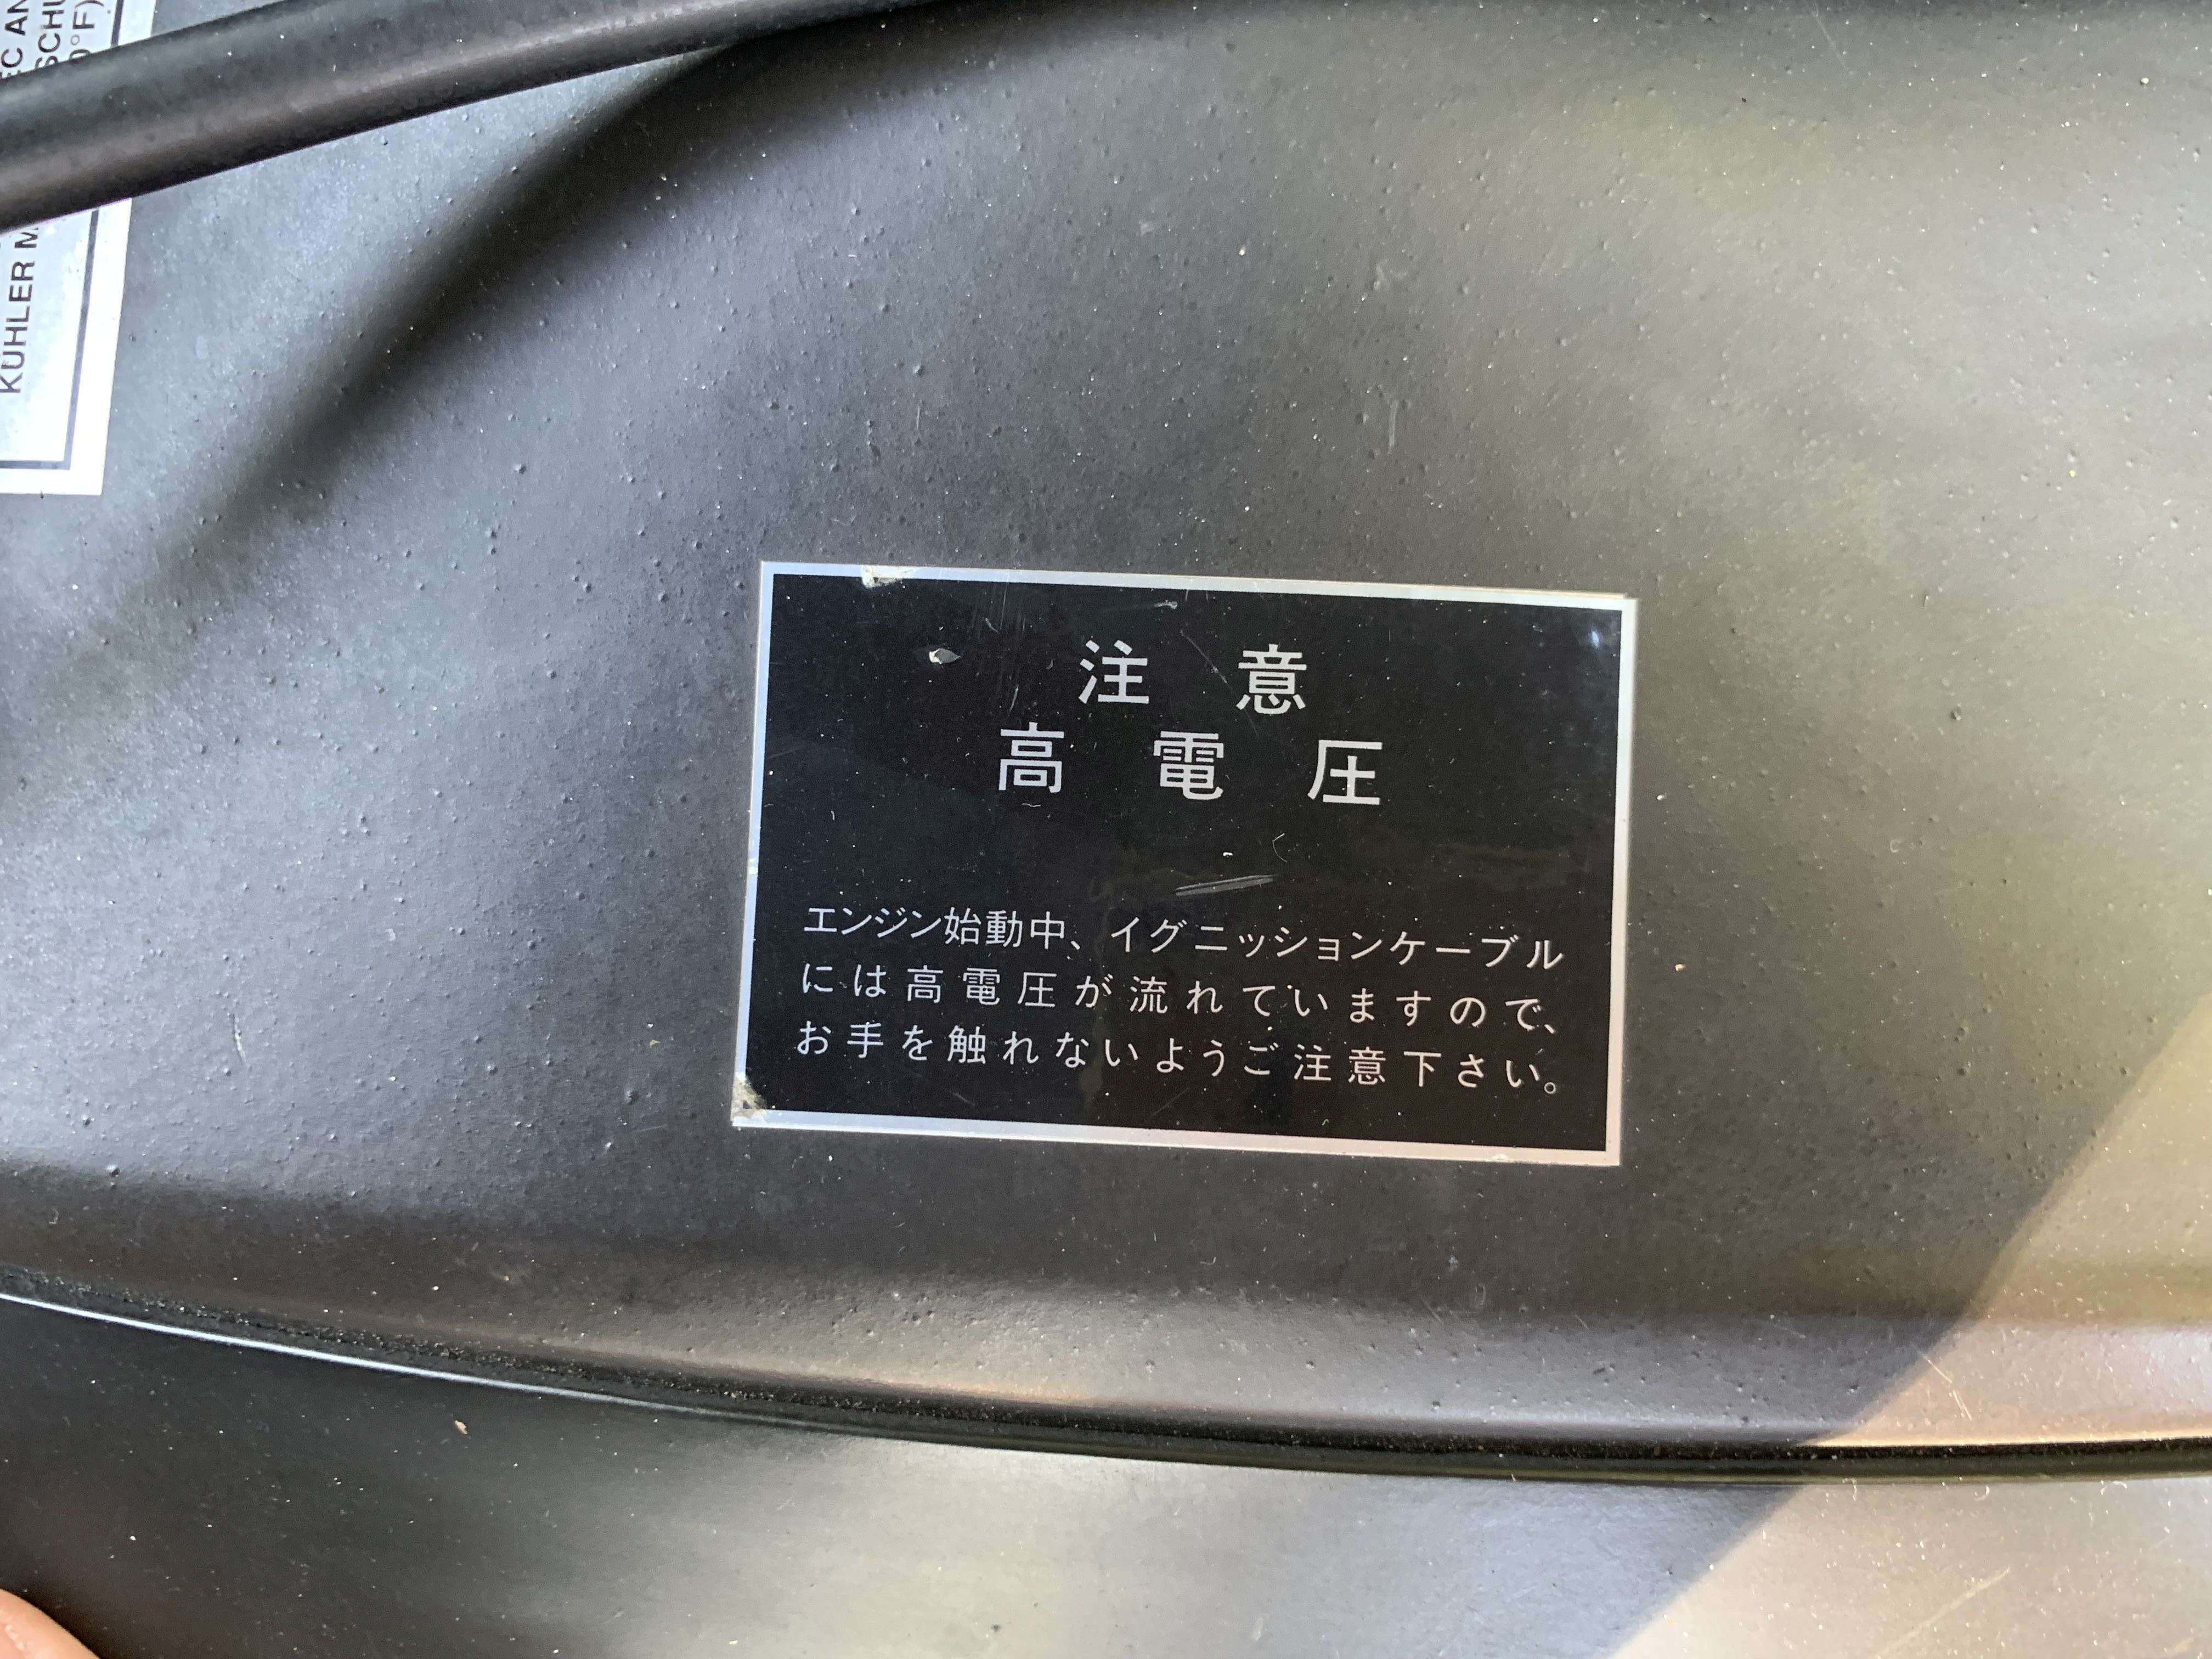 KÜHLER M
注意
高電圧
エンジン始動中、イグニッションケーブル
には高電圧が流れていますので、
お手を触れないようご注意下さい。